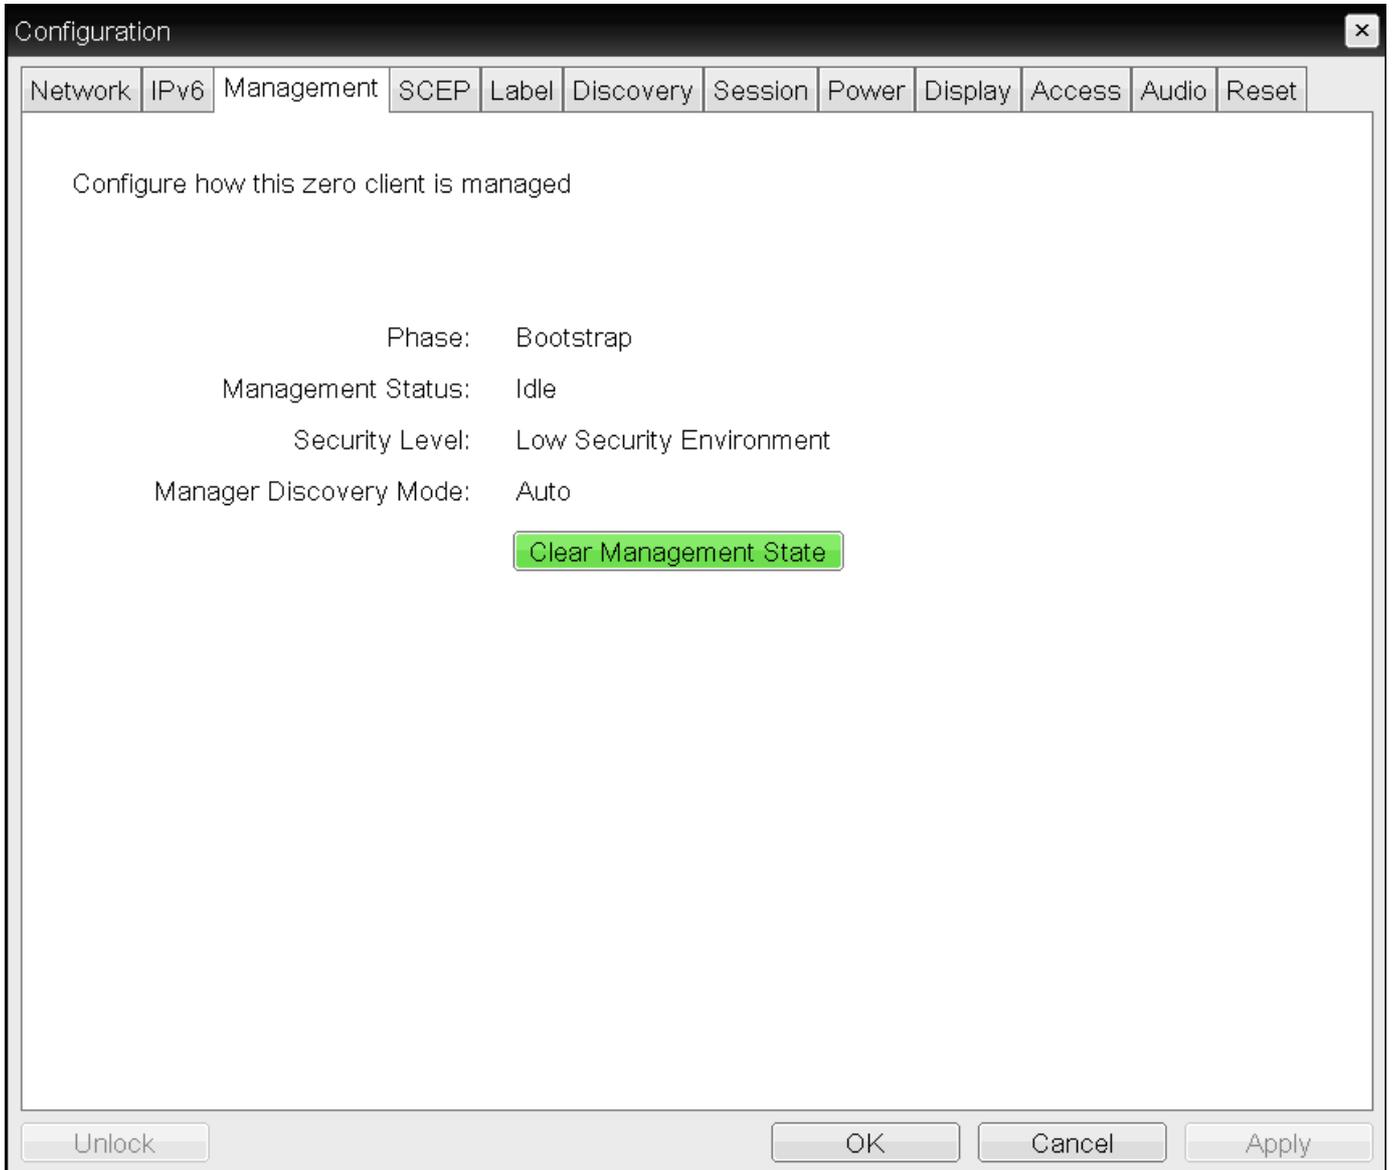 Configuration
Network IPv6 Management SCEP Label Discovery Session Power Display Access Audio Reset
Configure how this zero client is managed
Phase: Bootstrap
Management Status: Idle
Security Level: Low Security Environment
Manager Discovery Mode: Auto
Clear Management State
Unlock OK Cancel Apply